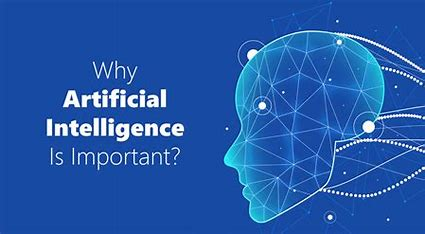 Why
Artificial
Intelligence
Is Important?